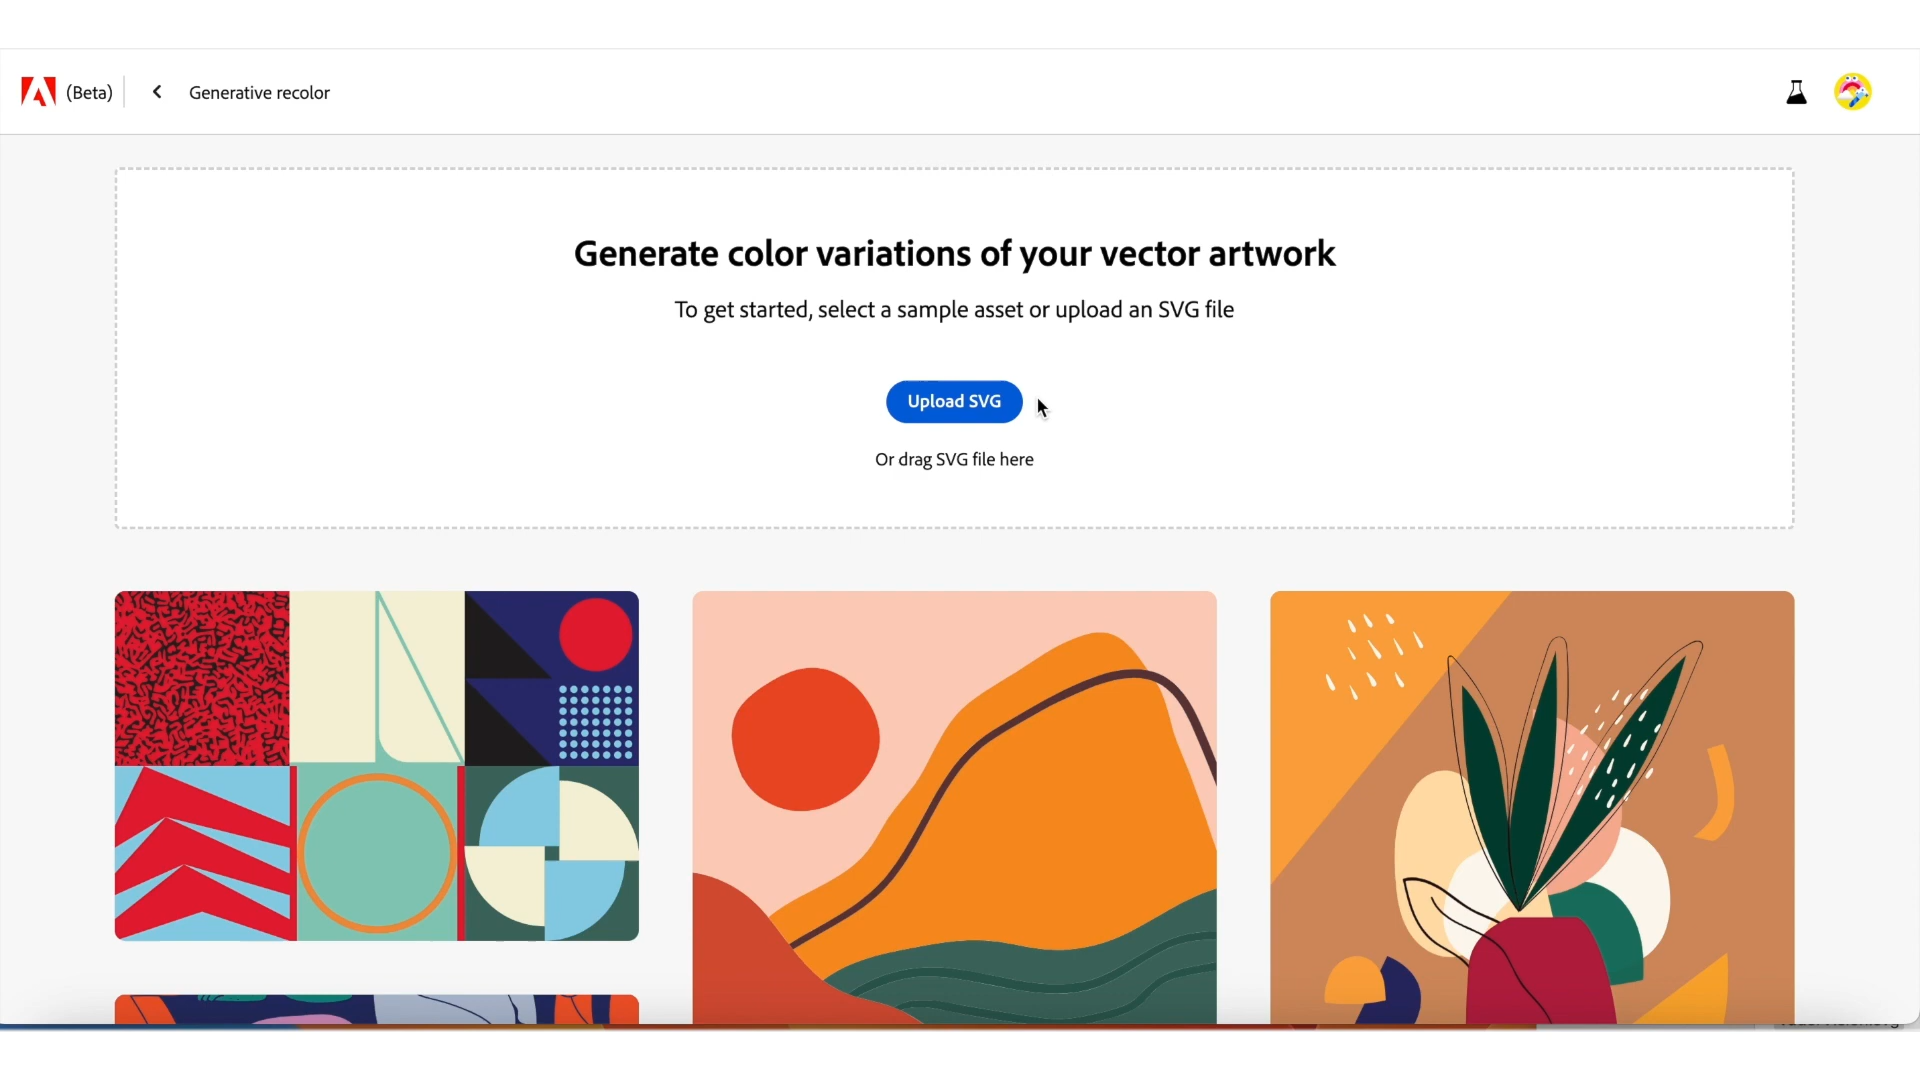 (Beta)
Generative recolor
Generate color variations of your vector artwork
To get started, select a sample asset or upload an SVG file
Upload SVG
Or drag SVG file here